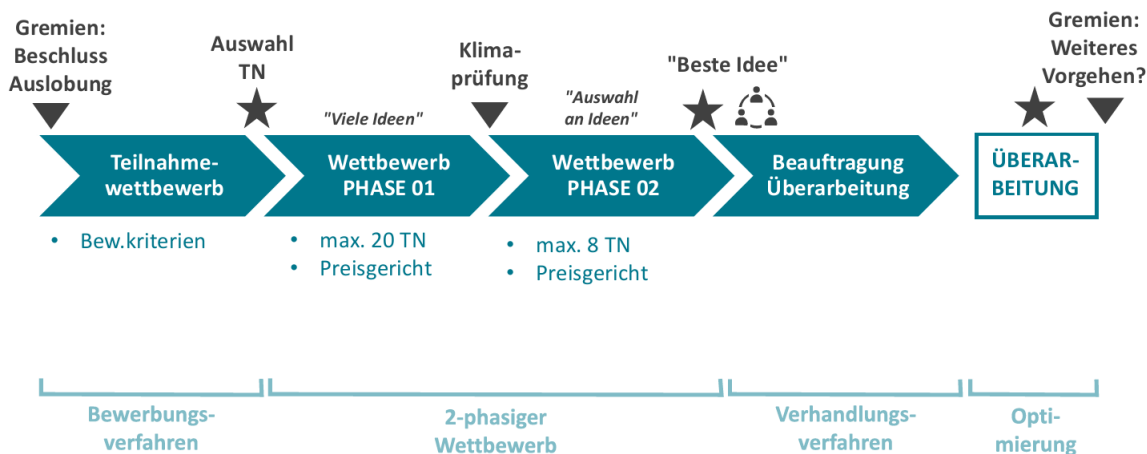 Gremien:
Beschluss
Auslobung
Auswahl
TN
Klima-
prüfung
"Beste Idee"
Gremien:
Weiteres
Vorgehen?
"Viele Ideen"
"Auswahl
an Ideen"
Teilnahme-
wettbewerb
Wettbewerb
PHASE 01
Wettbewerb
PHASE 02
Beauftragung
Überarbeitung
ÜBERAR-
BEITUNG
• Bew.kriterien
• max. 20 TN
• Preisgericht
• max. 8 TN
• Preisgericht
Bewerbungs-
verfahren
2-phasiger
Wettbewerb
Verhandlungs-
verfahren
Opti-
mierung